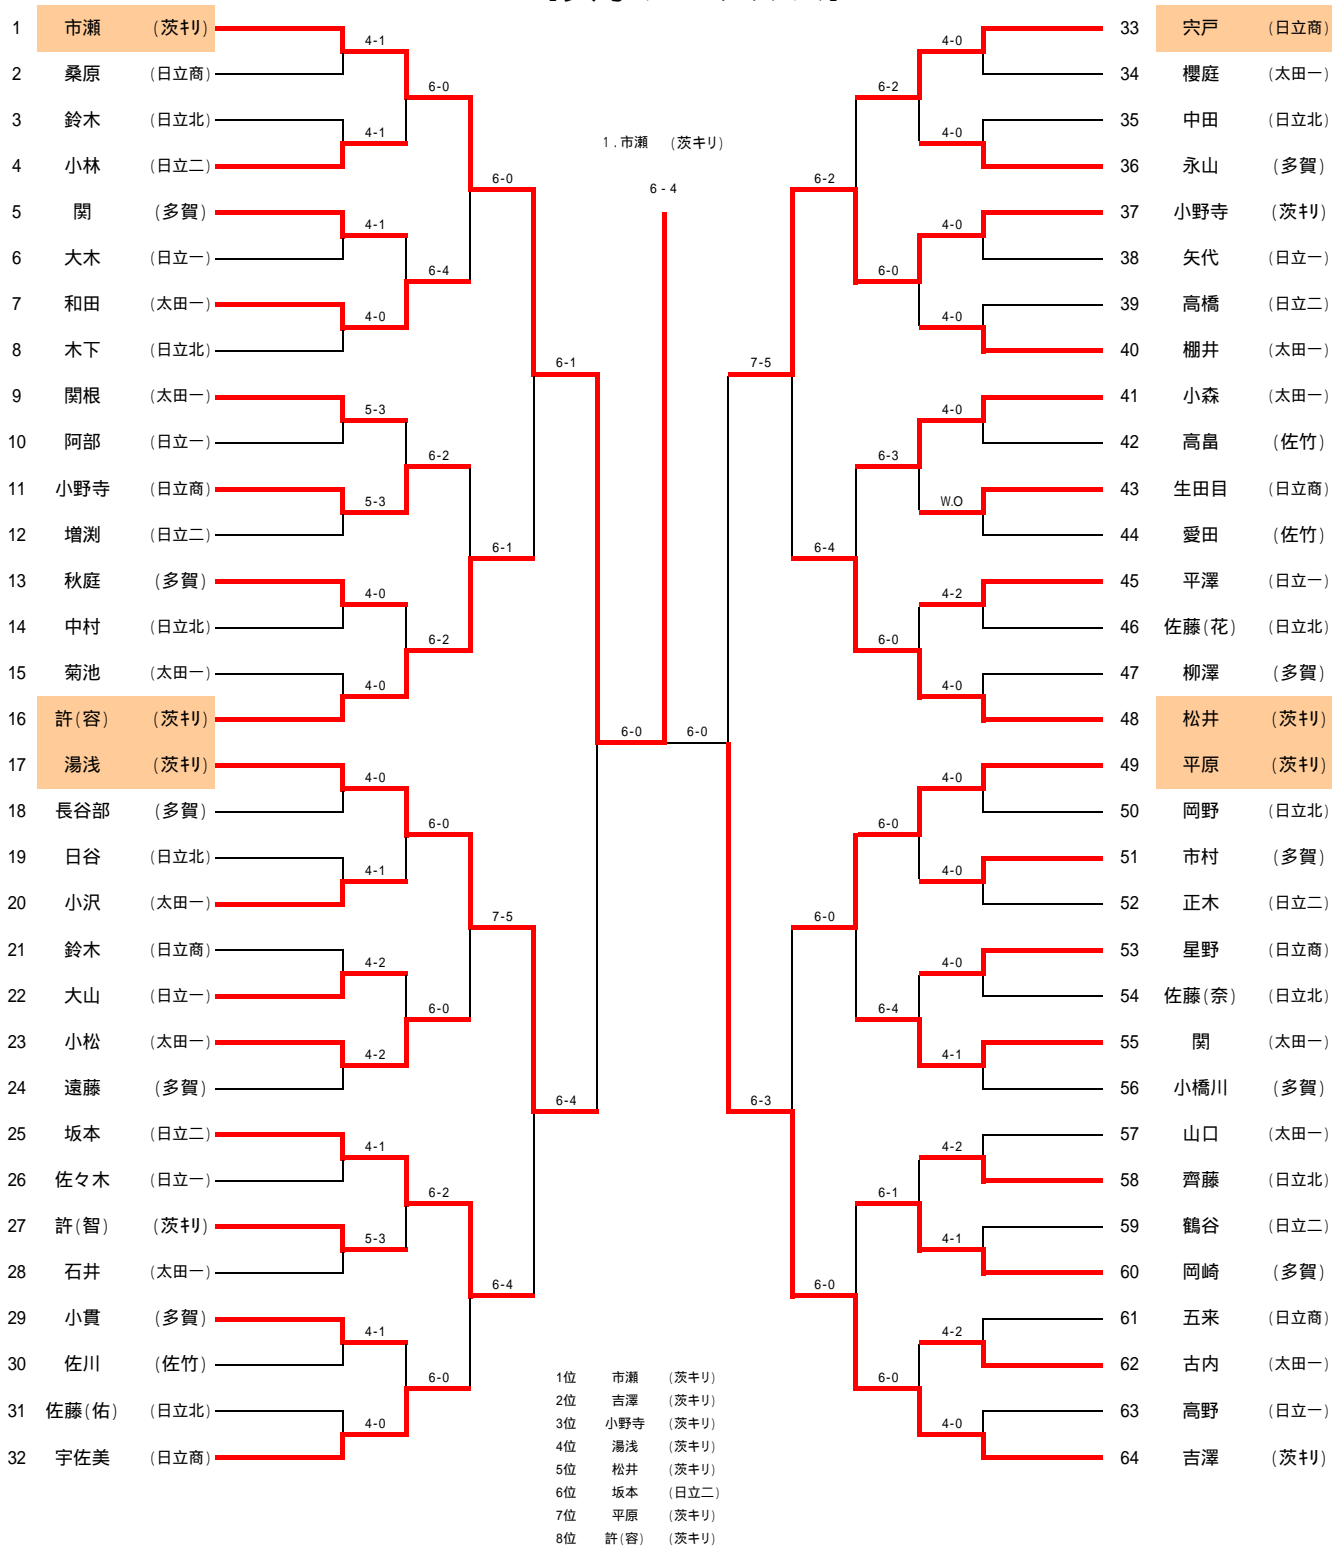 1 市瀬 (茨キリ)
2 桑原 (日立商)
3 鈴木 (日立北)
4 小林 (日立二)
5 関 (多賀)
6 大木 (日立一)
7 和田 (太田一)
8 木下 (日立北)
9 関根 (太田一)
10 阿部 (日立一)
11 小野寺 (日立商)
12 増渕 (日立二)
13 秋庭 (多賀)
14 中村 (日立北)
15 菊池 (太田一)
16 許(容) (茨キリ)
17 湯浅 (茨キリ)
18 長谷部 (多賀)
19 日谷 (日立北)
20 小沢 (太田一)
21 鈴木 (日立商)
22 大山 (日立一)
23 小松 (太田一)
24 遠藤 (多賀)
25 坂本 (日立二)
26 佐々木 (日立一)
27 許(智) (茨キリ)
28 石井 (太田一)
29 小貫 (多賀)
30 佐川 (佐竹)
31 佐藤(佑) (日立北)
32 宇佐美 (日立商)
4-1
4-1
4-1
4-0
5-3
5-3
4-0
4-0
4-0
4-1
4-2
4-2
4-1
5-3
4-1
4-0
6-0
6-4
6-2
6-2
6-0
6-0
6-2
6-0
6-0
6-1
7-5
6-4
6-1
6-4
6-0
1.市瀬 (茨キリ)
6-4
6-0
7-5
6-3
6-2
6-4
6-0
6-0
6-2
6-0
6-3
6-0
6-0
6-4
6-1
6-0
4-0
4-0
4-0
4-0
4-0
W.O
4-2
4-0
4-0
4-0
4-0
4-1
4-2
4-1
4-2
4-0
33 宍戸 (日立商)
34 櫻庭 (太田一)
35 中田 (日立北)
36 永山 (多賀)
37 小野寺 (茨キリ)
38 矢代 (日立一)
39 高橋 (日立二)
40 棚井 (太田一)
41 小森 (太田一)
42 高畠 (佐竹)
43 生田目 (日立商)
44 愛田 (佐竹)
45 平澤 (日立一)
46 佐藤(花) (日立北)
47 柳澤 (多賀)
48 松井 (茨キリ)
49 平原 (茨キリ)
50 岡野 (日立北)
51 市村 (多賀)
52 正木 (日立二)
53 星野 (日立商)
54 佐藤(奈) (日立北)
55 関 (太田一)
56 小橋川 (多賀)
57 山口 (太田一)
58 齊藤 (日立北)
59 鶴谷 (日立二)
60 岡崎 (多賀)
61 五来 (日立商)
62 古内 (太田一)
63 高野 (日立一)
64 吉澤 (茨キリ)
1位 市瀬 (茨キリ)
2位 吉澤 (茨キリ)
3位 小野寺 (茨キリ)
4位 湯浅 (茨キリ)
5位 松井 (茨キリ)
6位 坂本 (日立二)
7位 平原 (茨キリ)
8位 許(容) (茨キリ)